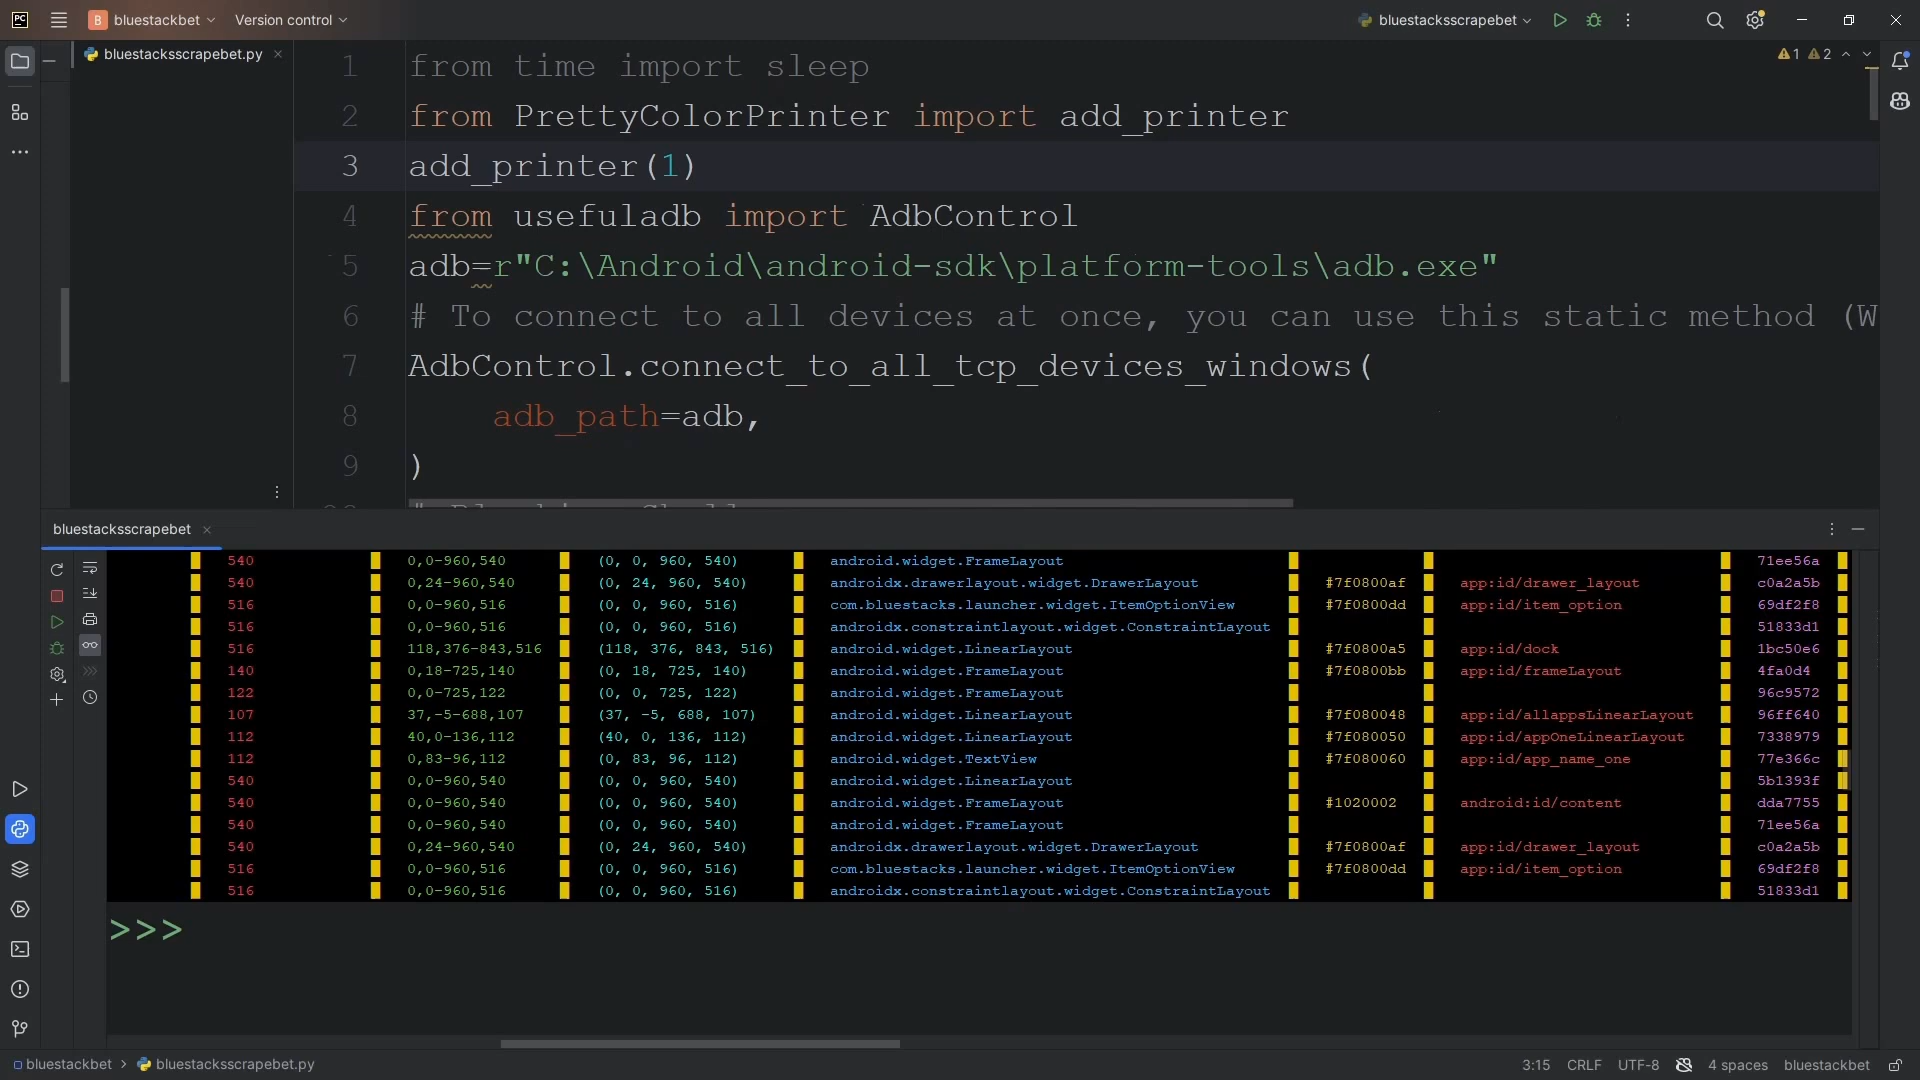 PC
B bluestackbet
Version control
bluestacksscrapebet
bluestacksscrapebet.py
1 2
1 from time import sleep
2 from PrettyColorPrinter import add_printer
3 add_printer(1)
4 from usefuladb import AdbControl
5 adb=r"C:\Android\android-sdk\platform-tools\adb.exe"
6 # To connect to all devices at once, you can use this static method (W
7 AdbControl.connect_to_all_tcp_devices_windows(
8 adb_path=adb,
9 )
bluestacksscrapebet
540 0,0-960,540 (0, 0, 960, 540) android.widget.FrameLayout 71ee56a
540 0,24-960,540 (0, 24, 960, 540) androidx.drawerlayout.widget.DrawerLayout #7f0800af app:id/drawer_layout c0a2a5b
516 0,0-960,516 (0, 0, 960, 516) com.bluestacks.launcher.widget.ItemOptionView #7f0800dd app:id/item_option 69df2f8
516 0,0-960,516 (0, 0, 960, 516) androidx.constraintlayout.widget.ConstraintLayout 51833d1
516 118,376-843,516 (118, 376, 843, 516) android.widget.LinearLayout #7f0800a5 app:id/dock 1bc50e6
140 0,18-725,140 (0, 18, 725, 140) android.widget.FrameLayout #7f0800bb app:id/frameLayout 4fa0d4
122 0,0-725,122 (0, 0, 725, 122) android.widget.FrameLayout 96c9572
107 37,-5-688,107 (37, -5, 688, 107) android.widget.LinearLayout #7f080048 app:id/allappsLinearLayout 96ff640
112 40,0-136,112 (40, 0, 136, 112) android.widget.LinearLayout #7f080050 app:id/appOneLinearLayout 7338979
112 0,83-96,112 (0, 83, 96, 112) android.widget.TextView #7f080060 app:id/app_name_one 77e366c
540 0,0-960,540 (0, 0, 960, 540) android.widget.LinearLayout 5b1393f
540 0,0-960,540 (0, 0, 960, 540) android.widget.FrameLayout #1020002 android:id/content dda7755
540 0,0-960,540 (0, 0, 960, 540) android.widget.FrameLayout 71ee56a
540 0,24-960,540 (0, 24, 960, 540) androidx.drawerlayout.widget.DrawerLayout #7f0800af app:id/drawer_layout c0a2a5b
516 0,0-960,516 (0, 0, 960, 516) com.bluestacks.launcher.widget.ItemOptionView #7f0800dd app:id/item_option 69df2f8
516 0,0-960,516 (0, 0, 960, 516) androidx.constraintlayout.widget.ConstraintLayout 51833d1
>>>
bluestackbet > bluestacksscrapebet.py
3:15 CRLF UTF-8 4 spaces bluestackbet